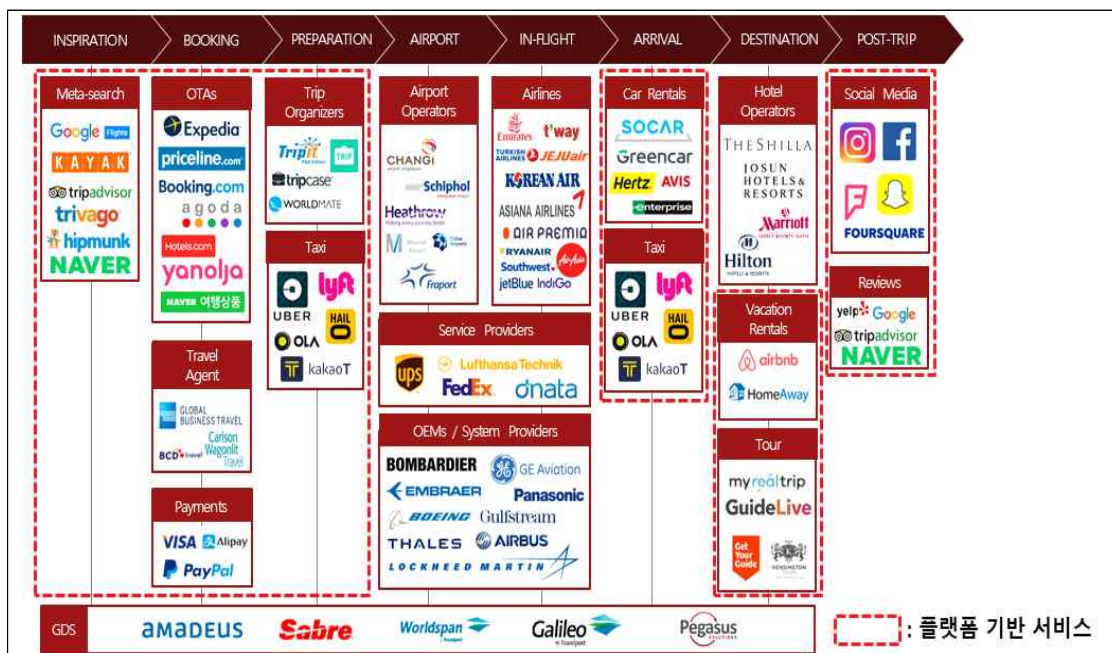 INSPIRATION
BOOKING
PREPARATION
AIRPORT
IN-FLIGHT
ARRIVAL
DESTINATION
POST-TRIP
Meta-search
Google Flights
KAYAK
tripadvisor
trivago
hipmunk
NAVER
OTAs
Expedia
priceline.com
Booking.com
agoda
Hotels.com
yanolja
NAVER 여행상품
Travel
Agent
GLOBAL
BUSINESS TRAVEL
BCD travel
Carlson
Wagonlit
Travel
Payments
VISA
Alipay
PayPal
Trip
Organizers
TripIt
TRIP
tripcase
WORLDMATE
Taxi
UBER
lyft
OLA
HAILO
T kakaoT
Airport
Operators
CHANGI
Schiphol
Heathrow
Fraport
Airlines
Emirates
t'way
TURKISH
AIRLINES
JEJUair
KOREAN AIR
ASIANA AIRLINES
AIR PREMIA
RYANAIR
Southwest
AirAsia
jetBlue
IndiGo
Service Providers
ups
Lufthansa Technik
FedEx
dnata
OEMs / System Providers
BOMBARDIER
GE Aviation
EMBRAER
Panasonic
BOEING
Gulfstream
THALES
AIRBUS
LOCKHEED MARTIN
Car Rentals
SOCAR
Greencar
Hertz
AVIS
enterprise
Taxi
UBER
lyft
OLA
HAILO
T kakaoT
Hotel
Operators
THE SHILLA
JOSUN
HOTELS &
RESORTS
Marriott
Hilton
HOTELS & RESORTS
Vacation
Rentals
airbnb
HomeAway
Tour
myrealtrip
GuideLive
Get
Your
Guide
KENSINGTON
Social Media
FOURSQUARE
Reviews
yelp
Google
tripadvisor
NAVER
GDS
aMaDEUS
Sabre
Worldspan
Galileo
Pegasus
SOLUTIONS
: 플랫폼 기반 서비스